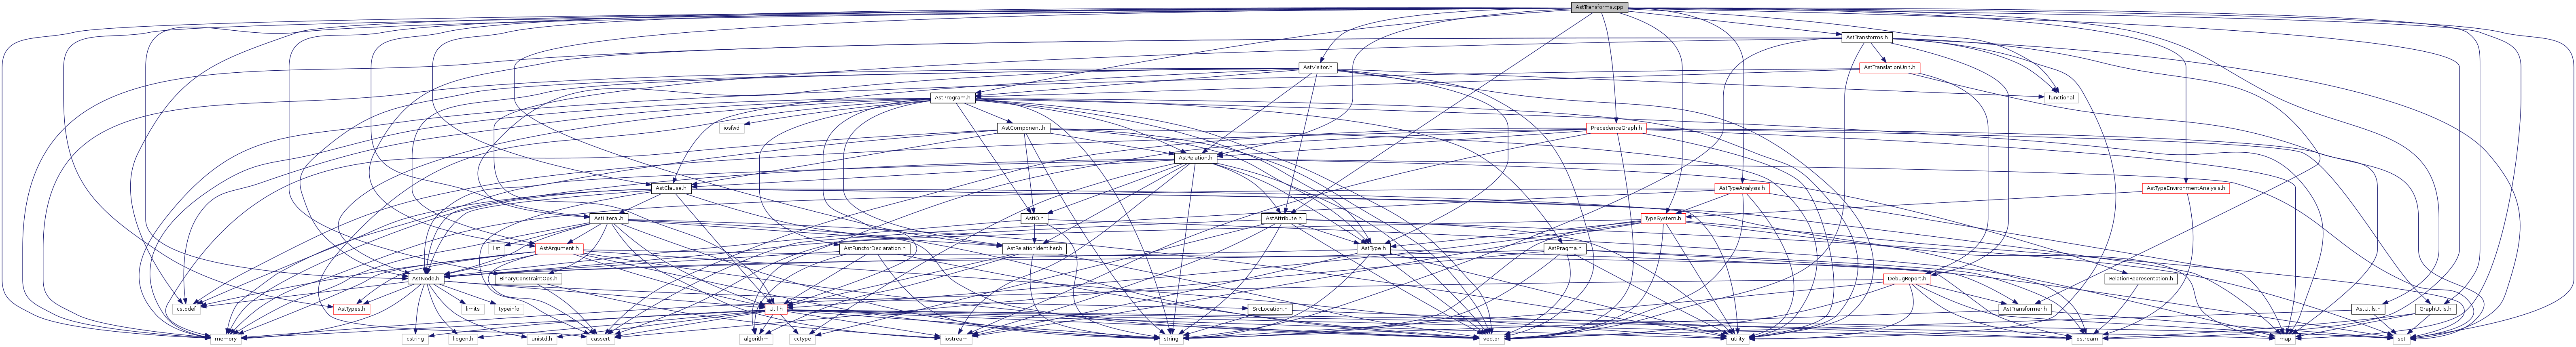 AstTransforms.cpp
AstTransforms.h
AstVisitor.h
AstTranslationUnit.h
AstProgram.h
functional
iosfwd
AstComponent.h
PrecedenceGraph.h
AstRelation.h
AstClause.h
AstTypeAnalysis.h
AstTypeEnvironmentAnalysis.h
AstLiteral.h
AstIO.h
AstAttribute.h
TypeSystem.h
list
AstArgument.h
AstFunctorDeclaration.h
AstRelationIdentifier.h
AstType.h
AstPragma.h
AstNode.h
BinaryConstraintOps.h
DebugReport.h
RelationRepresentation.h
cstddef
AstTypes.h
limits
typeinfo
Util.h
SrcLocation.h
AstTransformer.h
AstUtils.h
GraphUtils.h
memory
cstring
libgen.h
unistd.h
cassert
algorithm
cctype
iostream
string
vector
utility
ostream
map
set